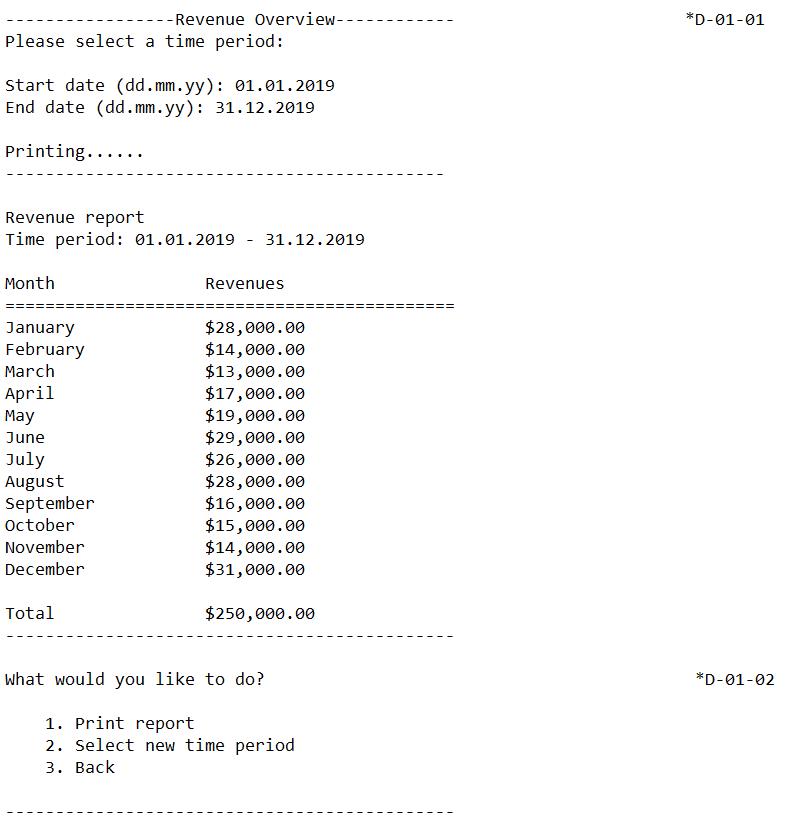 -----------------Revenue Overview------------ *D-01-01
Please select a time period:
Start date (dd.mm.yy): 01.01.2019
End date (dd.mm.yy): 31.12.2019
Printing......
--------------------------------------------
Revenue report
Time period: 01.01.2019 - 31.12.2019
Month Revenues
=============================================
January $28,000.00
February $14,000.00
March $13,000.00
April $17,000.00
May $19,000.00
June $29,000.00
July $26,000.00
August $28,000.00
September $16,000.00
October $15,000.00
November $14,000.00
December $31,000.00
Total $250,000.00
---------------------------------------------
What would you like to do? *D-01-02
1. Print report
2. Select new time period
3. Back
---------------------------------------------